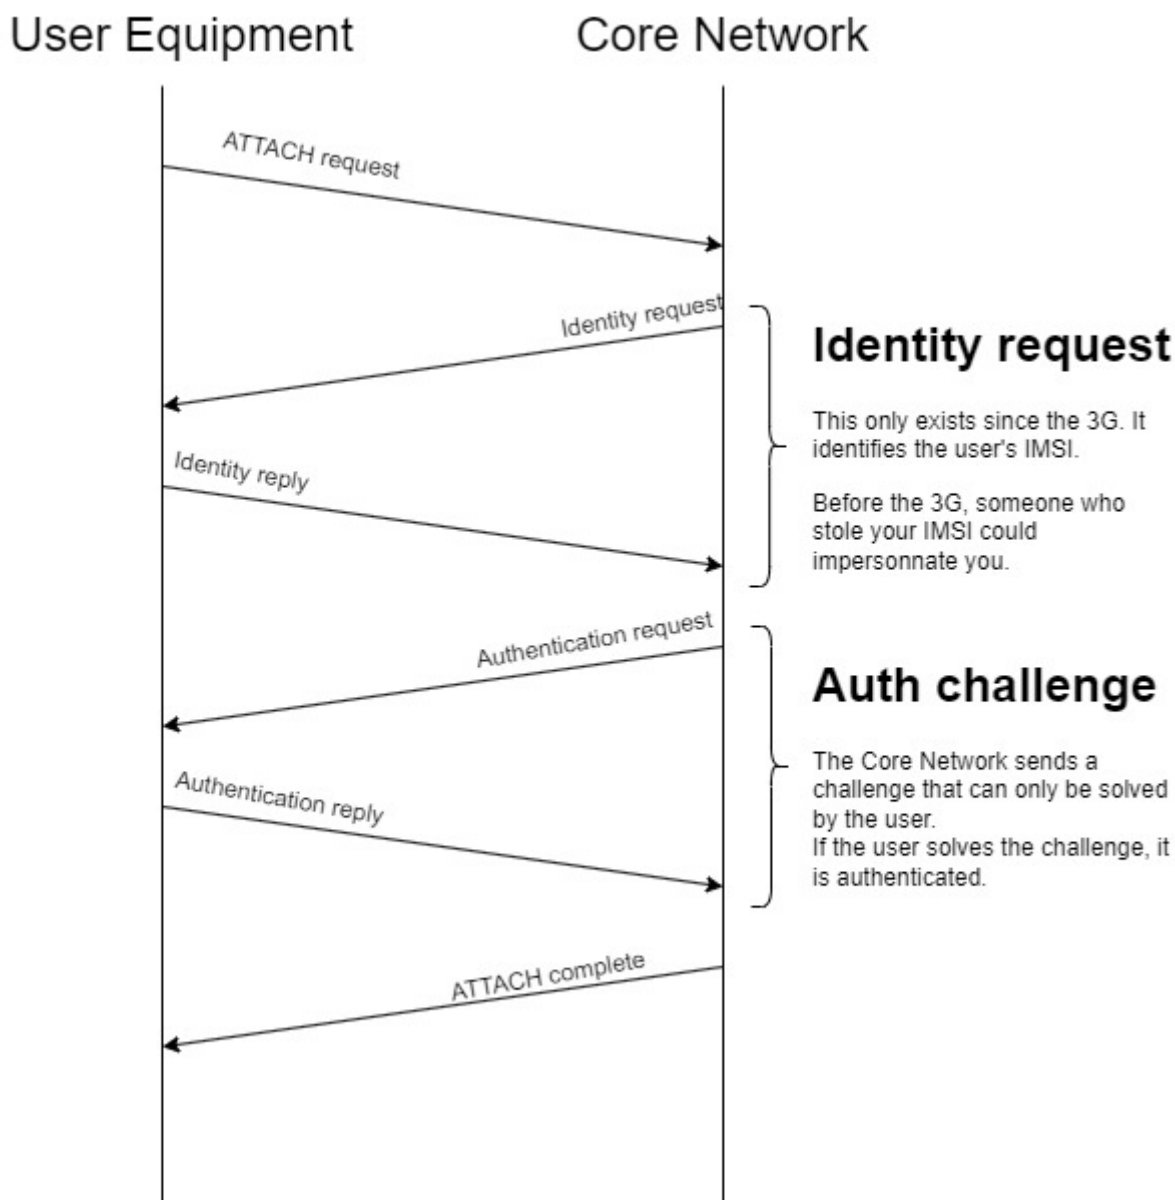 User Equipment
Core Network
ATTACH request
Identity request
Identity request
This only exists since the 3G. It
identifies the user's IMSI.
Before the 3G, someone who
stole your IMSI could
impersonnate you.
Identity reply
Authentication request
Auth challenge
The Core Network sends a
challenge that can only be solved
by the user.
If the user solves the challenge, it
is authenticated.
Authentication reply
ATTACH complete